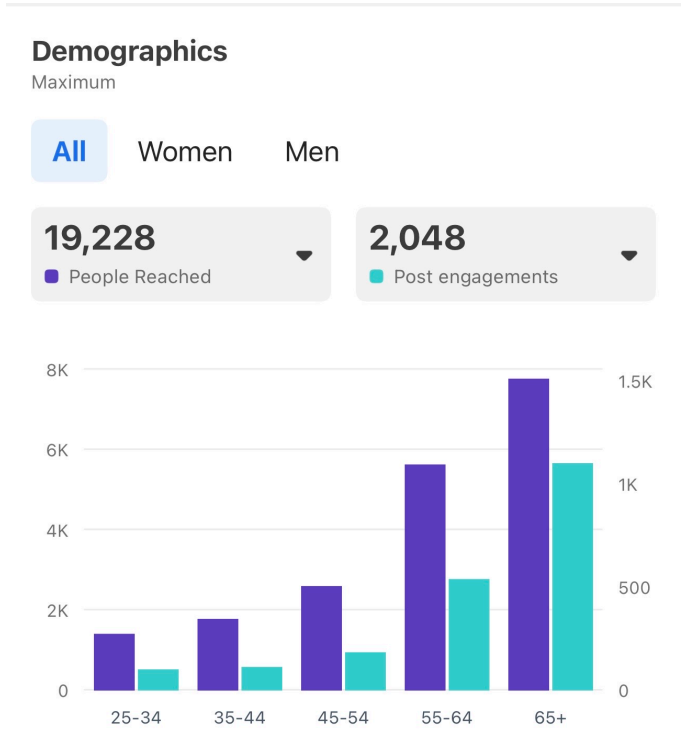 Demographics
Maximum
All Women Men
19,228 2,048
People Reached Post engagements
8K
1.5K
6K
1K
4K
500
2K
0 0
25-34 35-44 45-54 55-64 65+